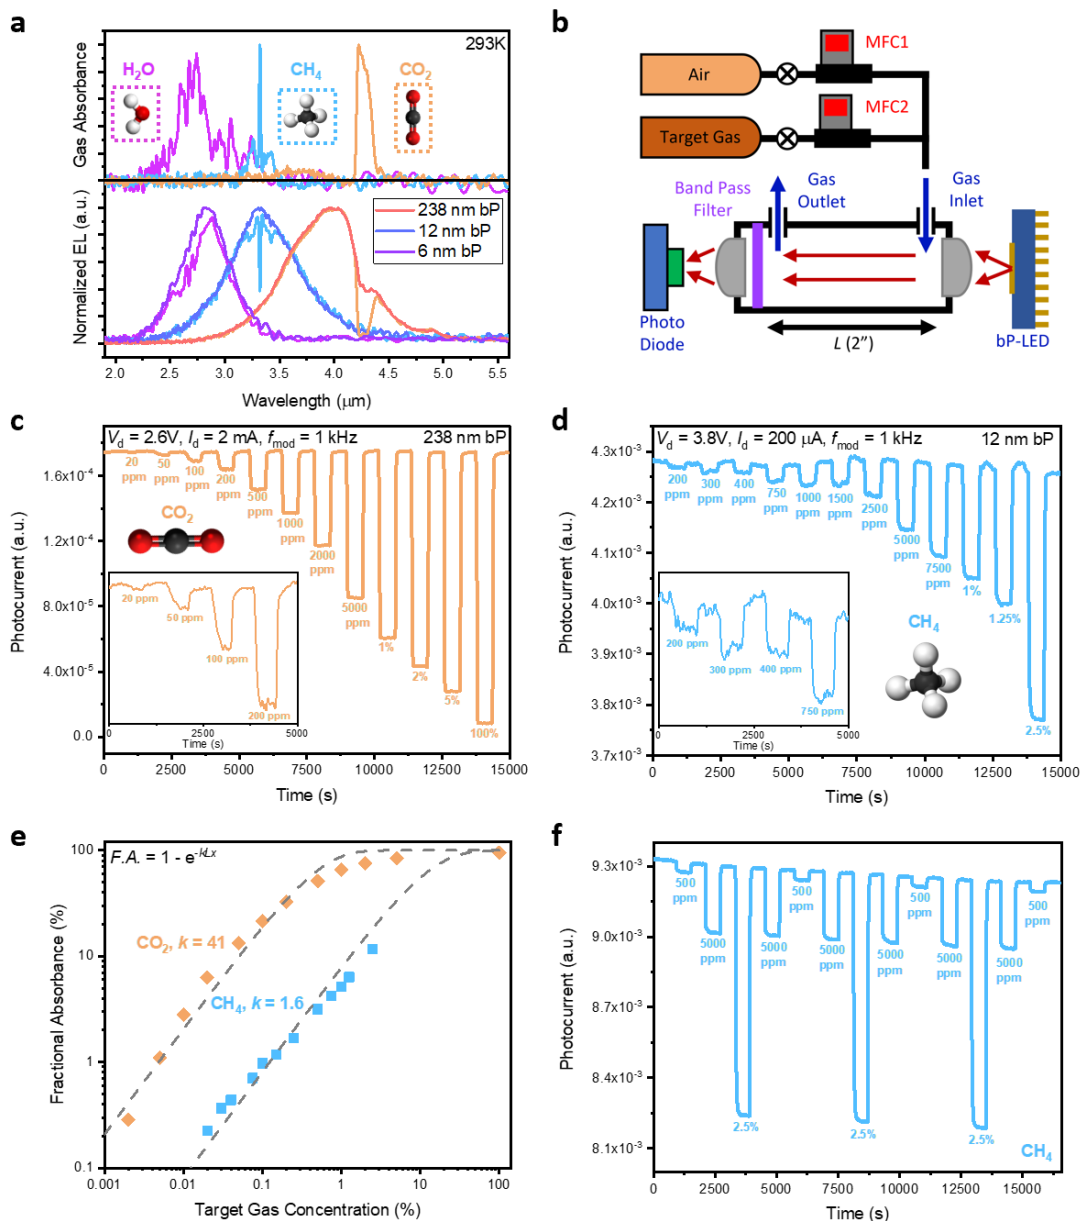 a
293K
H₂O
CH₄
CO₂
Gas Absorbance
Normalized EL (a.u.)
238 nm bP
12 nm bP
6 nm bP
2.0 2.5 3.0 3.5 4.0 4.5 5.0 5.5
Wavelength (μm)
b
MFC1
Air
MFC2
Target Gas
Band Pass
Filter
Gas
Outlet
Gas
Inlet
Photo
Diode
L (2”)
bP-LED
c
V_d = 2.6V, I_d = 2 mA, f_mod = 1 kHz
238 nm bP
1.6x10⁻⁴
1.2x10⁻⁴
8.0x10⁻⁵
4.0x10⁻⁵
0.0
Photocurrent (a.u.)
20
ppm
50
ppm
100
ppm
200
ppm
500
ppm
1000
ppm
2000
ppm
5000
ppm
1%
2%
5%
100%
CO₂
20 ppm
50 ppm
100 ppm
200 ppm
0 2500 5000
Time (s)
0 2500 5000 7500 10000 12500 15000
Time (s)
d
V_d = 3.8V, I_d = 200 μA, f_mod = 1 kHz
12 nm bP
4.3x10⁻³
4.2x10⁻³
4.1x10⁻³
4.0x10⁻³
3.9x10⁻³
3.8x10⁻³
3.7x10⁻³
Photocurrent (a.u.)
200
ppm
300
ppm
400
ppm
750
ppm
1000
ppm
1500
ppm
2500
ppm
5000
ppm
7500
ppm
1%
1.25%
2.5%
CH₄
200 ppm
300 ppm
400 ppm
750 ppm
0 2500 5000
Time (s)
0 2500 5000 7500 10000 12500 15000
Time (s)
e
F.A. = 1 - e^-kLx
100
10
1
0.1
Fractional Absorbance (%)
CO₂, k = 41
CH₄, k = 1.6
0.001 0.01 0.1 1 10 100
Target Gas Concentration (%)
f
9.3x10⁻³
9.0x10⁻³
8.7x10⁻³
8.4x10⁻³
8.1x10⁻³
Photocurrent (a.u.)
500
ppm
5000
ppm
2.5%
5000
ppm
500
ppm
5000
ppm
2.5%
5000
ppm
500
ppm
5000
ppm
2.5%
5000
ppm
500
ppm
CH₄
0 2500 5000 7500 10000 12500 15000
Time (s)